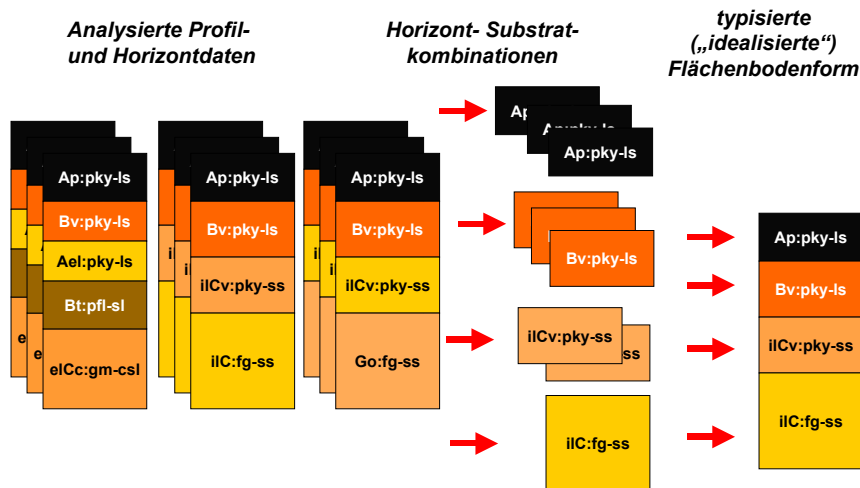 Analysierte Profil-
und Horizontdaten
Horizont- Substrat-
kombinationen
typisierte
(„idealisierte“)
Flächenbodenform
Ap:pky-ls
Bv:pky-ls
Ael:pky-ls
Bt:pfl-sl
elCc:gm-csl
Ap:pky-ls
Bv:pky-ls
ilCv:pky-ss
ilC:fg-ss
Ap:pky-ls
Bv:pky-ls
ilCv:pky-ss
Go:fg-ss
Ap:pky-ls
Bv:pky-ls
ilCv:pky-ss
ilC:fg-ss
Ap:pky-ls
Bv:pky-ls
ilCv:pky-ss
ilC:fg-ss